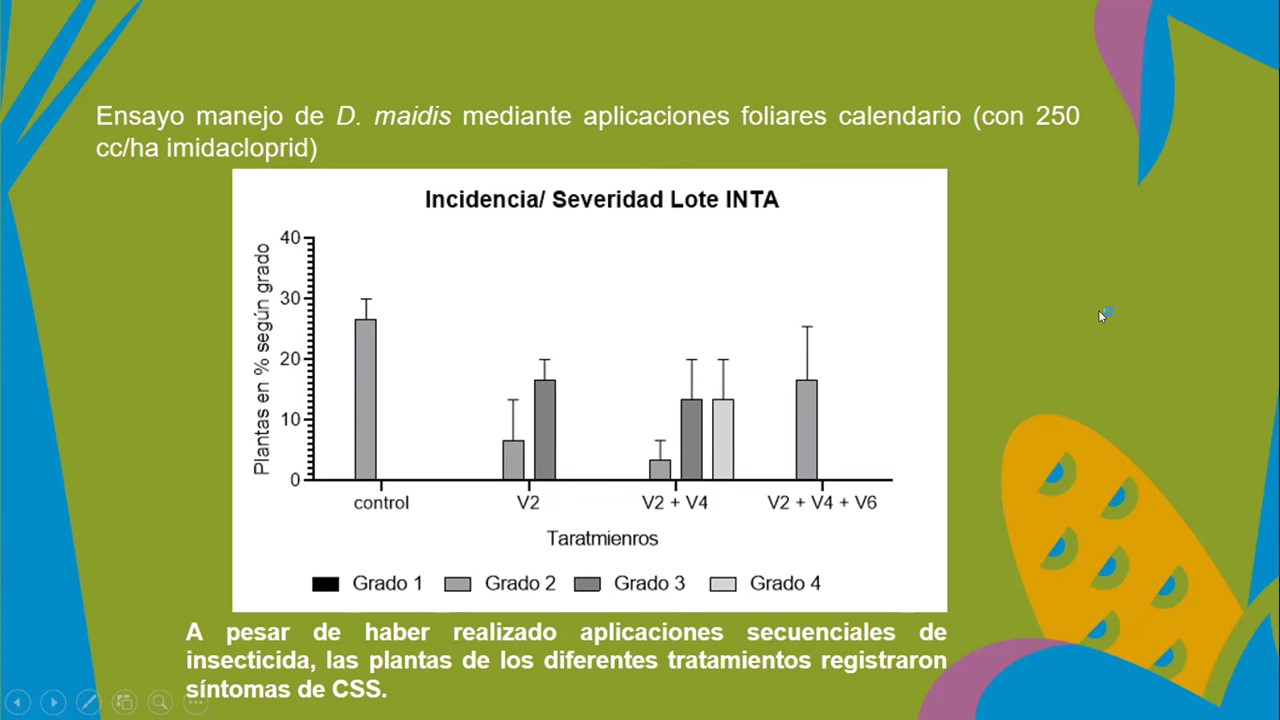 Ensayo manejo de D. maidis mediante aplicaciones foliares calendario (con 250
cc/ha imidacloprid)
Incidencia/ Severidad Lote INTA
Plantas en % según grado
40
30
20
10
0
control V2 V2 + V4 V2 + V4 + V6
Taratmienros
Grado 1 Grado 2 Grado 3 Grado 4
A pesar de haber realizado aplicaciones secuenciales de
insecticida, las plantas de los diferentes tratamientos registraron
síntomas de CSS.